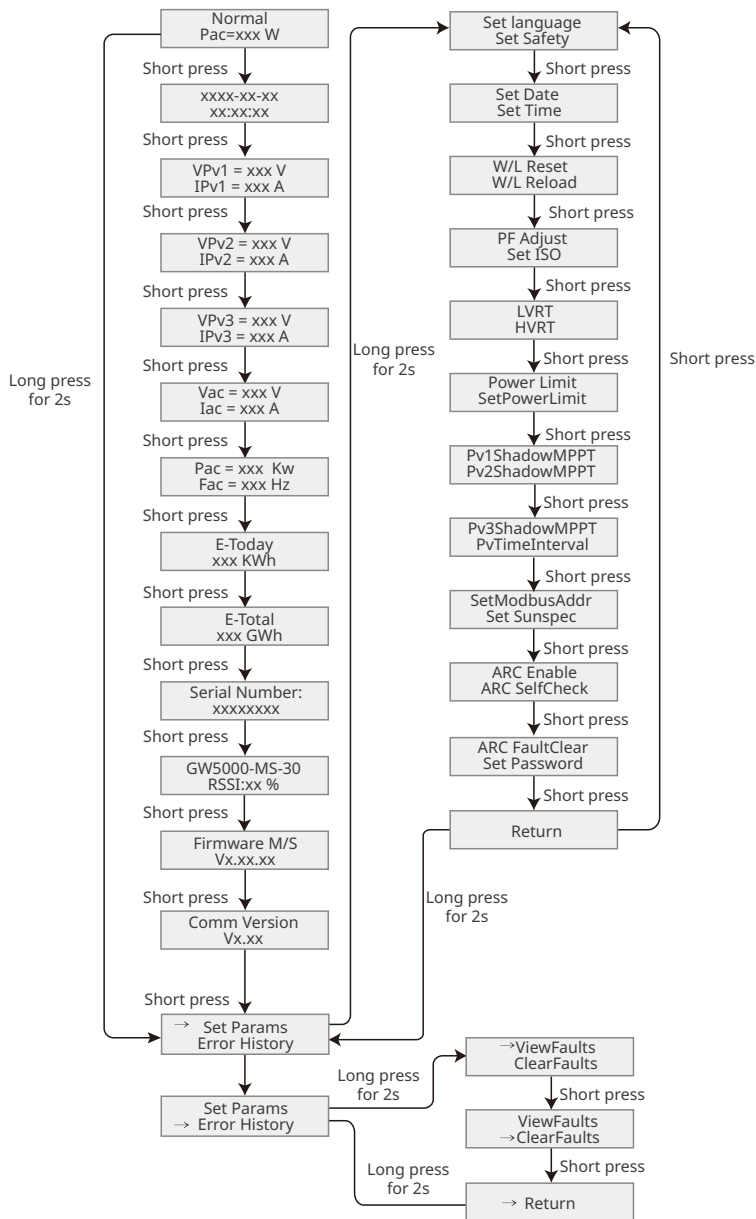 Normal
Pac=xxx W
Short press
xxxx-xx-xx
xx:xx:xx
Short press
VPv1 = xxx V
IPv1 = xxx A
Short press
VPv2 = xxx V
IPv2 = xxx A
Short press
VPv3 = xxx V
IPv3 = xxx A
Short press
Vac = xxx V
Iac = xxx A
Short press
Pac = xxx  Kw
Fac = xxx Hz
Short press
E-Today
xxx KWh
Short press
E-Total
xxx GWh
Short press
Serial Number:
xxxxxxxx
Short press
GW5000-MS-30
RSSI:xx %
Short press
Firmware M/S
Vx.xx.xx
Short press
Comm Version
Vx.xx
Short press
→ Set Params
Error History
Set Params
→ Error History
Long press
for 2s
Long press
for 2s
Set language
Set Safety
Short press
Set Date
Set Time
Short press
W/L Reset
W/L Reload
Short press
PF Adjust
Set ISO
Short press
LVRT
HVRT
Short press
Power Limit
SetPowerLimit
Short press
Pv1ShadowMPPT
Pv2ShadowMPPT
Short press
Pv3ShadowMPPT
PvTimeInterval
Short press
SetModbusAddr
Set Sunspec
Short press
ARC Enable
ARC SelfCheck
Short press
ARC FaultClear
Set Password
Short press
Return
Short press
Long press
for 2s
Long press
for 2s
→ViewFaults
ClearFaults
Short press
ViewFaults
→ClearFaults
Short press
Long press
for 2s
→ Return